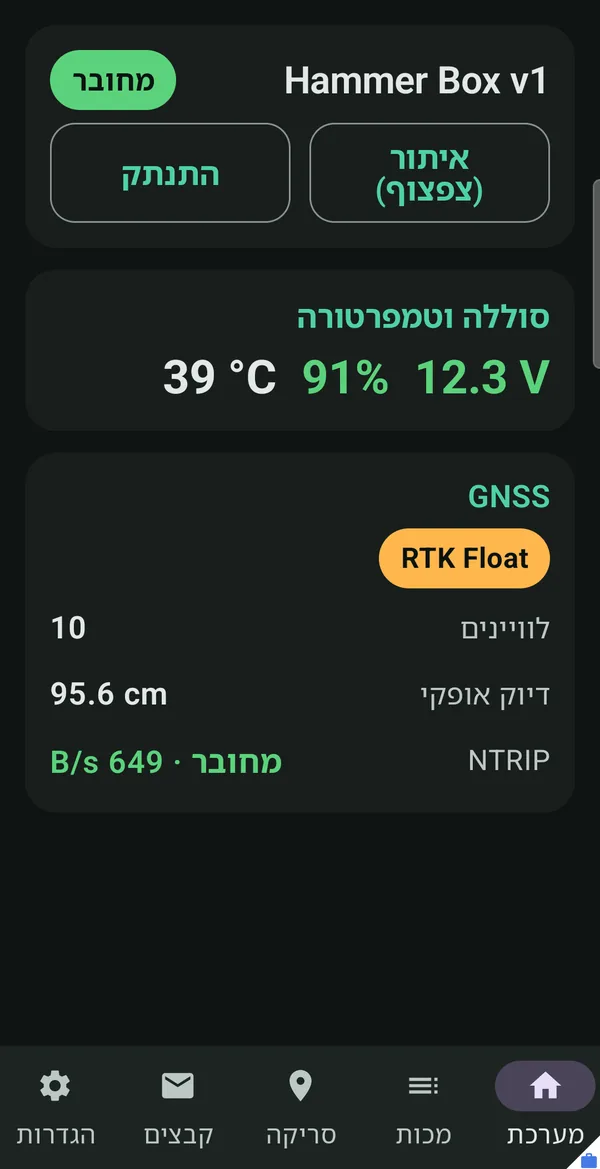 Hammer Box v1
מחובר
איתור
(צפצוף)
התנתק
סוללה וטמפרטורה
12.3 V 91% 39 °C
GNSS
RTK Float
לוויינים 10
דיוק אופקי 95.6 cm
NTRIP מחובר · 649 B/s
מערכת מכות סריקה קבצים הגדרות